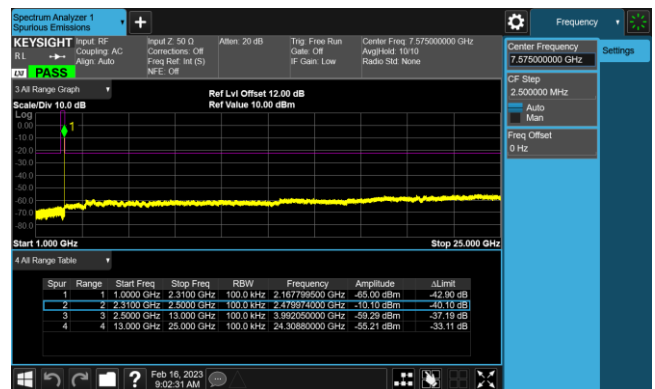 Spectrum Analyzer 1
Spurious Emissions
Frequency
KEYSIGHT Input: RF
RL
Coupling: AC
Align: Auto
LXI PASS
Input Z: 50 Ω
Corrections: Off
Freq Ref: Int (S)
NFE: Off
Atten: 20 dB
Trig: Free Run
Gate: Off
IF Gain: Low
Center Freq: 7.575000000 GHz
Avg|Hold: 10/10
Radio Std: None
Center Frequency
7.575000000 GHz
Settings
CF Step
2.500000 MHz
Auto
Man
Freq Offset
0 Hz
3 All Range Graph
Scale/Div 10.0 dB
Ref Lvl Offset 12.00 dB
Ref Value 10.00 dBm
Log
0.00
-10.0
-20.0
-30.0
-40.0
-50.0
-60.0
-70.0
-80.0
1
Start 1.000 GHz Stop 25.000 GHz
4 All Range Table
Spur Range Start Freq Stop Freq RBW Frequency Amplitude ΔLimit
1 1 1.0000 GHz 2.3100 GHz 100.0 kHz 2.167799500 GHz -65.00 dBm -42.90 dB
2 2 2.3100 GHz 2.5000 GHz 100.0 kHz 2.479974000 GHz -10.10 dBm -40.10 dB
3 3 2.5000 GHz 13.000 GHz 100.0 kHz 3.992050000 GHz -59.29 dBm -37.19 dB
4 4 13.000 GHz 25.000 GHz 100.0 kHz 24.30880000 GHz -55.21 dBm -33.11 dB
Feb 16, 2023
9:02:31 AM